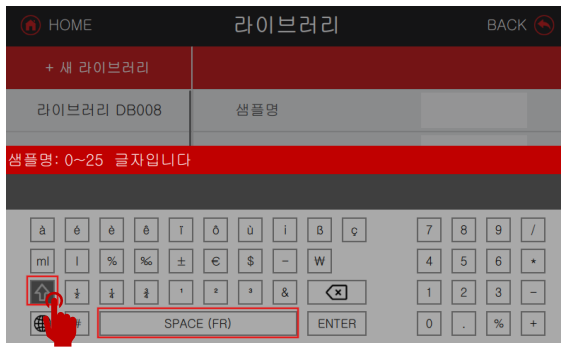 HOME 라이브러리 BACK
+ 새 라이브러리
라이브러리 DB008 샘플명
샘플명: 0~25 글자입니다
à é è ê ï ô ù i ß ç 7 8 9 /
ml l % ‰ ± € $ – ₩ 4 5 6 *
½ ¼ ¾ ¹ ² ³ & 1 2 3 –
# SPACE (FR) ENTER 0 . % +